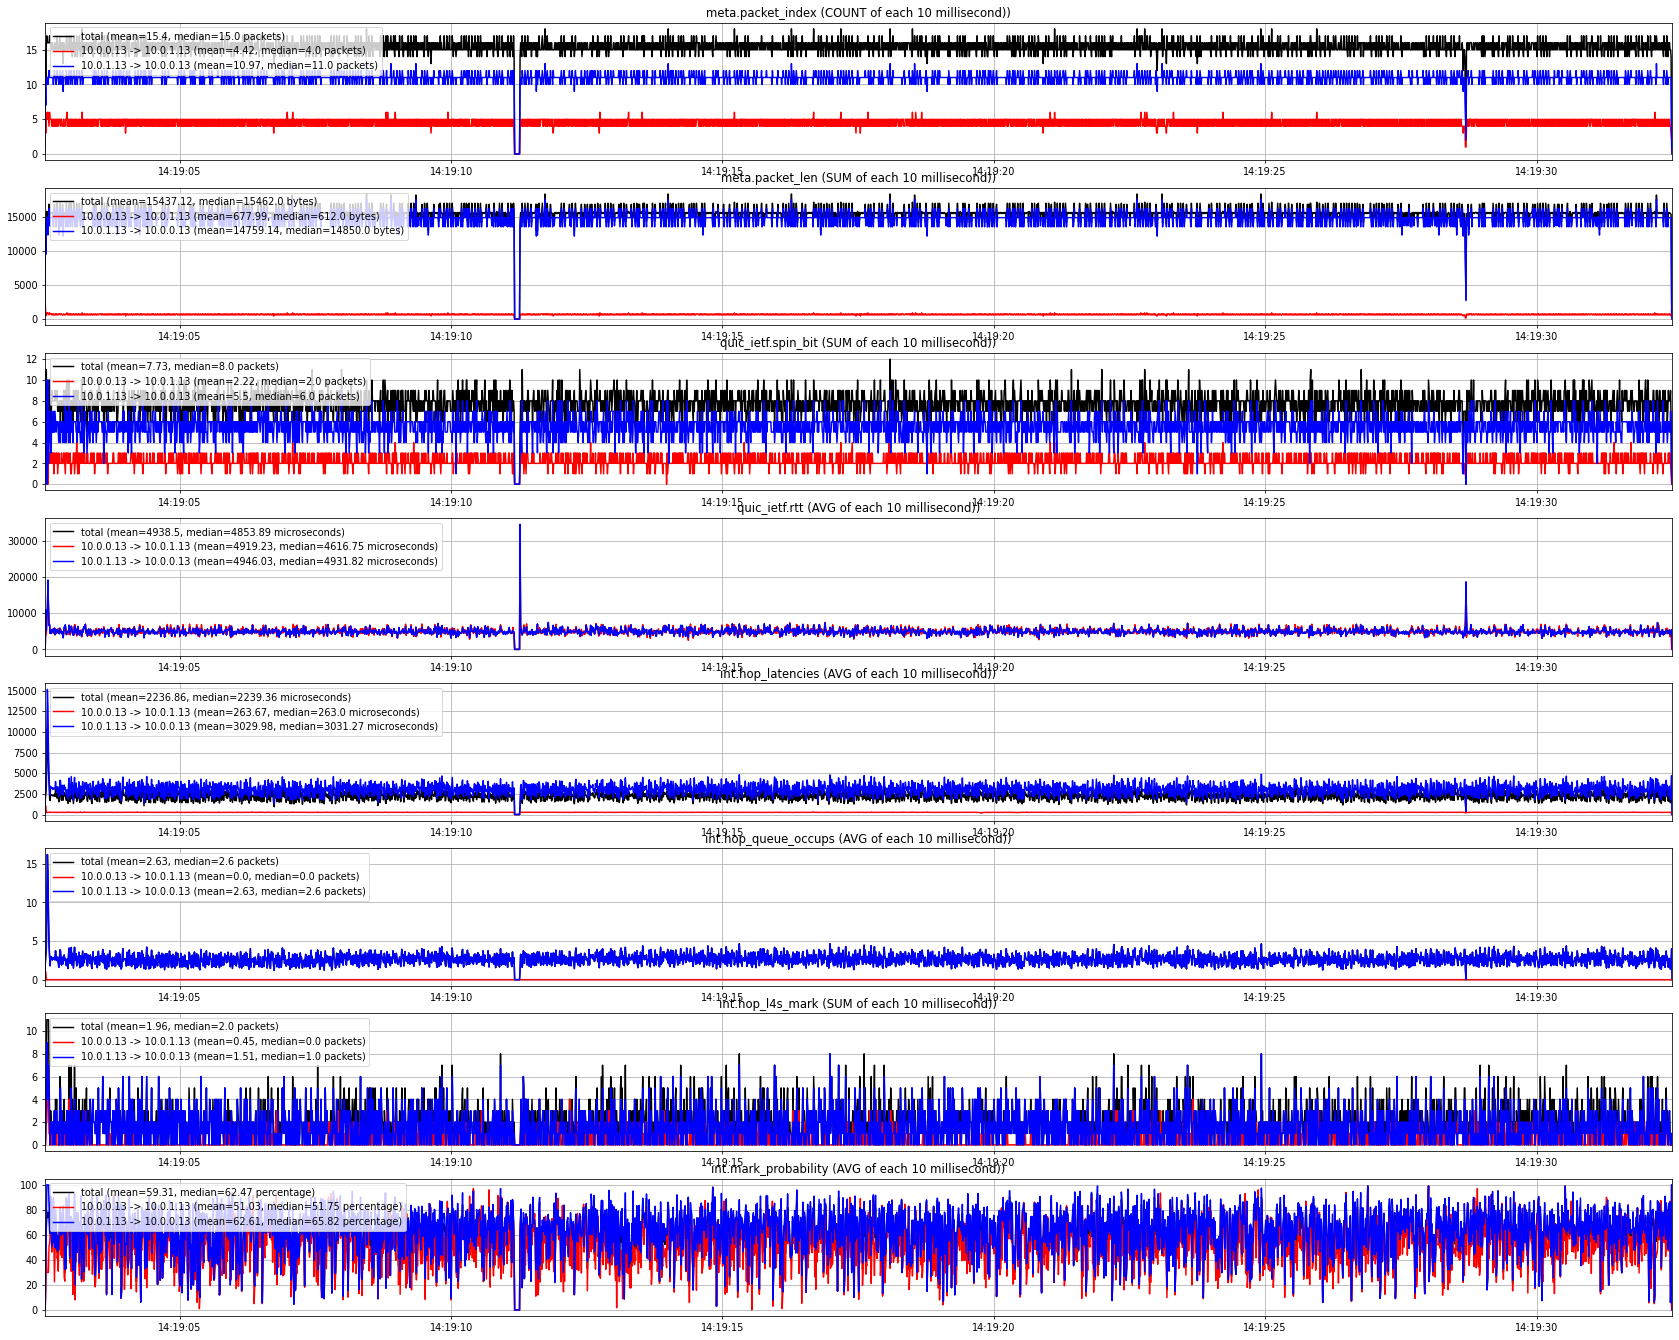 meta.packet_index (COUNT of each 10 millisecond))
total (mean=15.4, median=15.0 packets)
10.0.0.13 -> 10.0.1.13 (mean=4.42, median=4.0 packets)
10.0.1.13 -> 10.0.0.13 (mean=10.97, median=11.0 packets)
15
10
5
0
14:19:05 14:19:10 14:19:15 14:19:20 14:19:25 14:19:30
meta.packet_len (SUM of each 10 millisecond))
total (mean=15437.12, median=15462.0 bytes)
10.0.0.13 -> 10.0.1.13 (mean=677.99, median=612.0 bytes)
10.0.1.13 -> 10.0.0.13 (mean=14759.14, median=14850.0 bytes)
15000
10000
5000
0
14:19:05 14:19:10 14:19:15 14:19:20 14:19:25 14:19:30
quic_ietf.spin_bit (SUM of each 10 millisecond))
total (mean=7.73, median=8.0 packets)
10.0.0.13 -> 10.0.1.13 (mean=2.22, median=2.0 packets)
10.0.1.13 -> 10.0.0.13 (mean=5.5, median=6.0 packets)
12
10
8
6
4
2
0
14:19:05 14:19:10 14:19:15 14:19:20 14:19:25 14:19:30
quic_ietf.rtt (AVG of each 10 millisecond))
total (mean=4938.5, median=4853.89 microseconds)
10.0.0.13 -> 10.0.1.13 (mean=4919.23, median=4616.75 microseconds)
10.0.1.13 -> 10.0.0.13 (mean=4946.03, median=4931.82 microseconds)
30000
20000
10000
0
14:19:05 14:19:10 14:19:15 14:19:20 14:19:25 14:19:30
int.hop_latencies (AVG of each 10 millisecond))
total (mean=2236.86, median=2239.36 microseconds)
10.0.0.13 -> 10.0.1.13 (mean=263.67, median=263.0 microseconds)
10.0.1.13 -> 10.0.0.13 (mean=3029.98, median=3031.27 microseconds)
15000
12500
10000
7500
5000
2500
0
14:19:05 14:19:10 14:19:15 14:19:20 14:19:25 14:19:30
int.hop_queue_occups (AVG of each 10 millisecond))
total (mean=2.63, median=2.6 packets)
10.0.0.13 -> 10.0.1.13 (mean=0.0, median=0.0 packets)
10.0.1.13 -> 10.0.0.13 (mean=2.63, median=2.6 packets)
15
10
5
0
14:19:05 14:19:10 14:19:15 14:19:20 14:19:25 14:19:30
int.hop_l4s_mark (SUM of each 10 millisecond))
total (mean=1.96, median=2.0 packets)
10.0.0.13 -> 10.0.1.13 (mean=0.45, median=0.0 packets)
10.0.1.13 -> 10.0.0.13 (mean=1.51, median=1.0 packets)
10
8
6
4
2
0
14:19:05 14:19:10 14:19:15 14:19:20 14:19:25 14:19:30
int.mark_probability (AVG of each 10 millisecond))
total (mean=59.31, median=62.47 percentage)
10.0.0.13 -> 10.0.1.13 (mean=51.03, median=51.75 percentage)
10.0.1.13 -> 10.0.0.13 (mean=62.61, median=65.82 percentage)
100
80
60
40
20
0
14:19:05 14:19:10 14:19:15 14:19:20 14:19:25 14:19:30